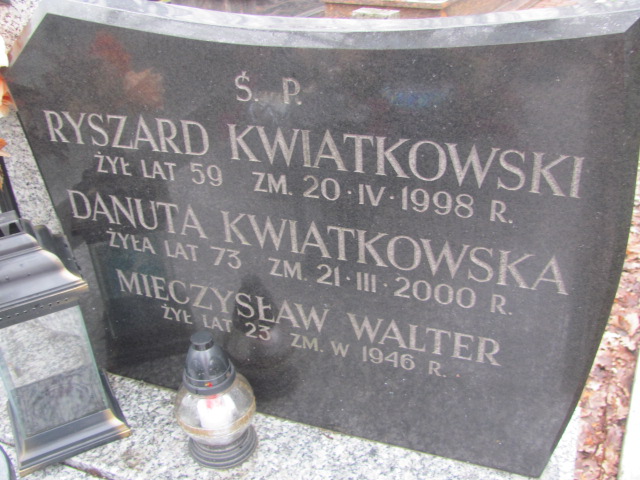 Ś. P.
RYSZARD KWIATKOWSKI
ŻYŁ LAT 59 ZM. 20·IV·1998 R.
DANUTA KWIATKOWSKA
ŻYŁA LAT 73 ZM. 21·III·2000 R.
MIECZYSŁAW WALTER
ŻYŁ LAT 23 ZM. W 1946 R.